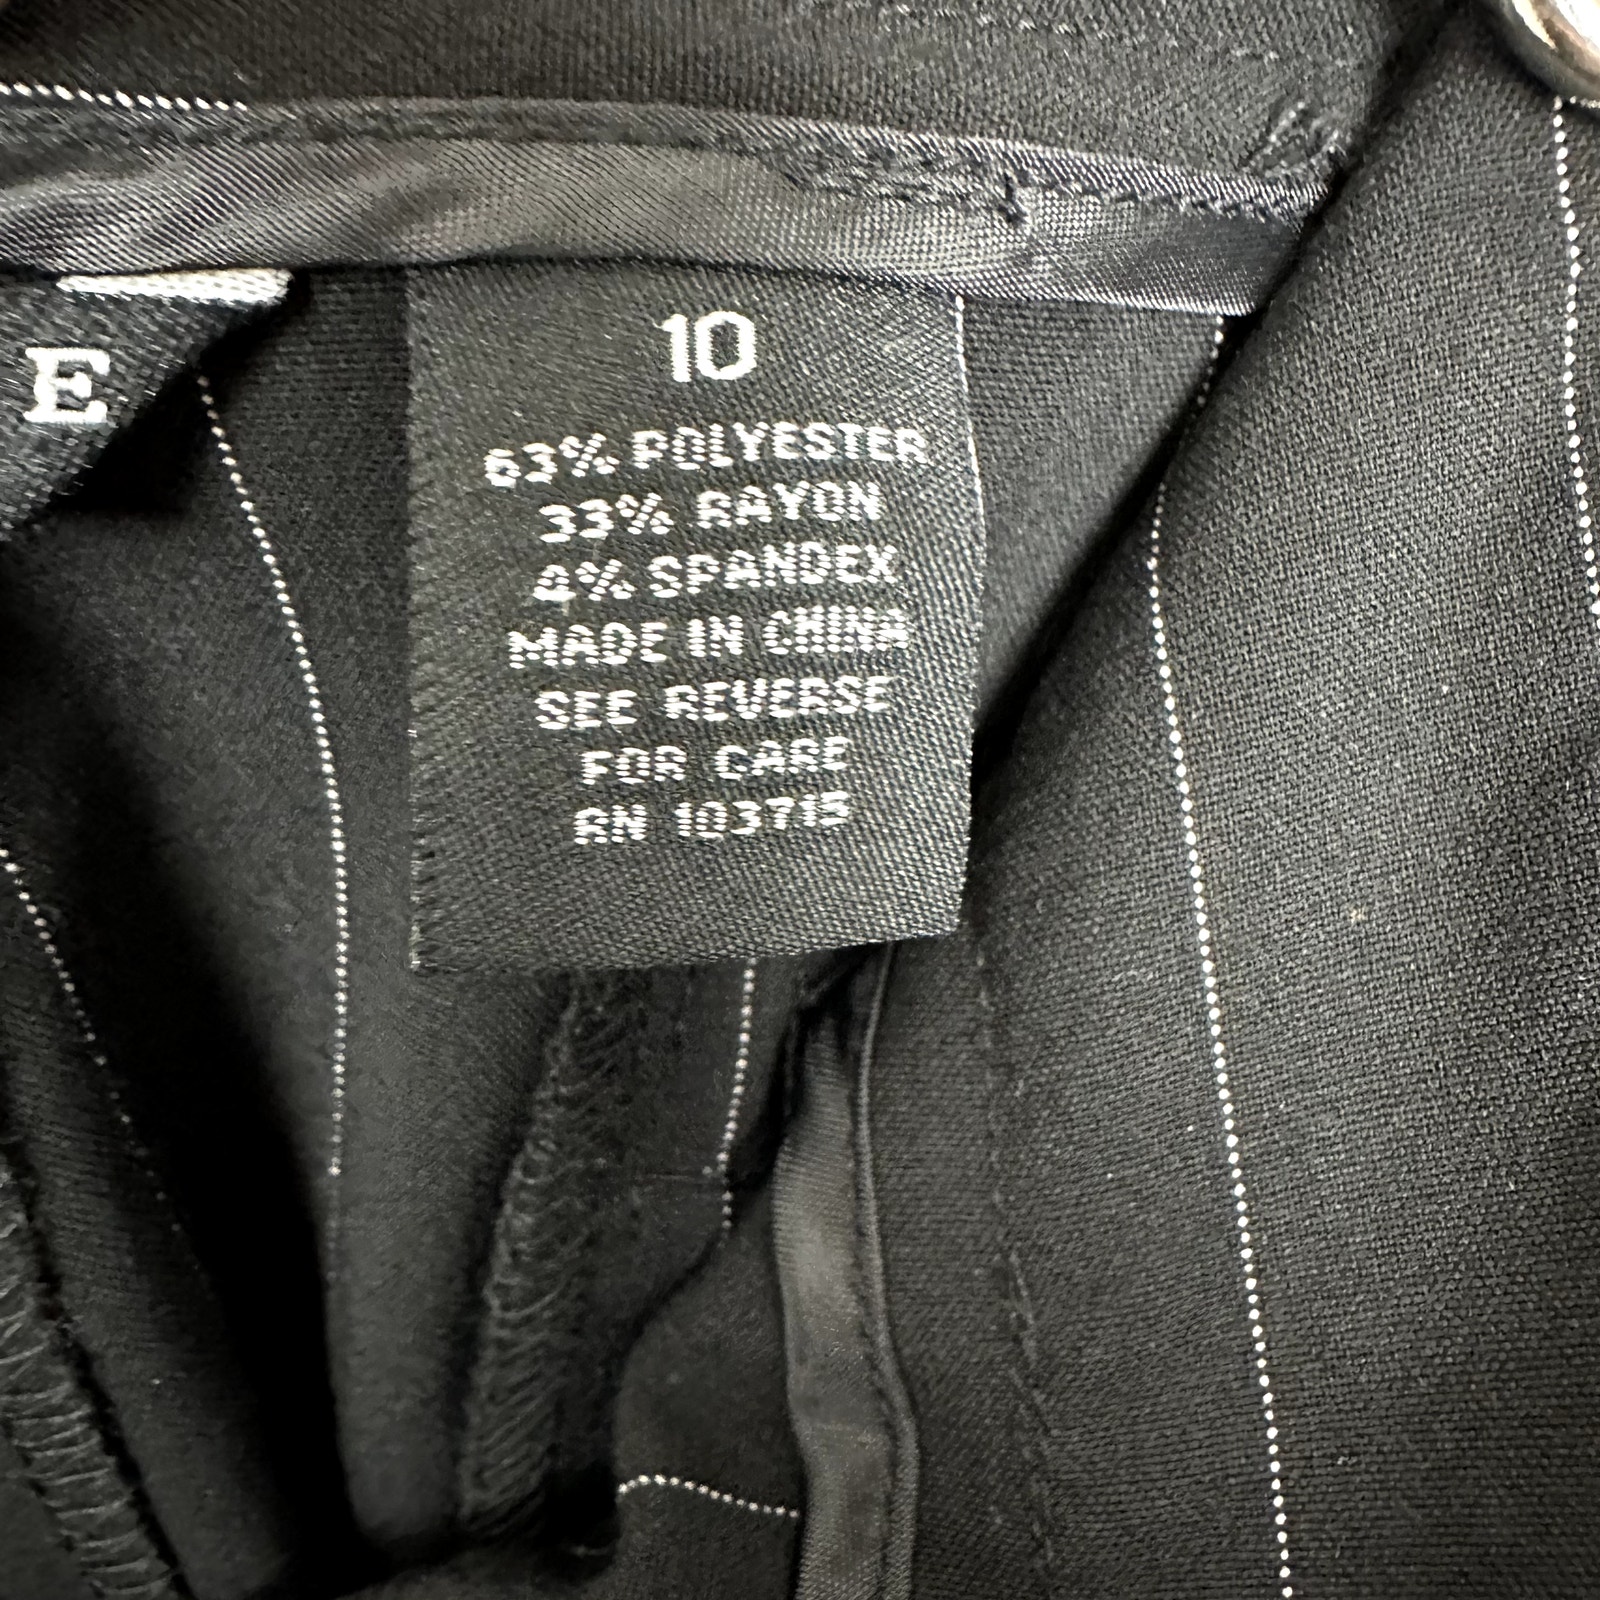 E
10
63% POLYESTER
33% RAYON
4% SPANDEX
MADE IN CHINA
SEE REVERSE
FOR CARE
RN 103715